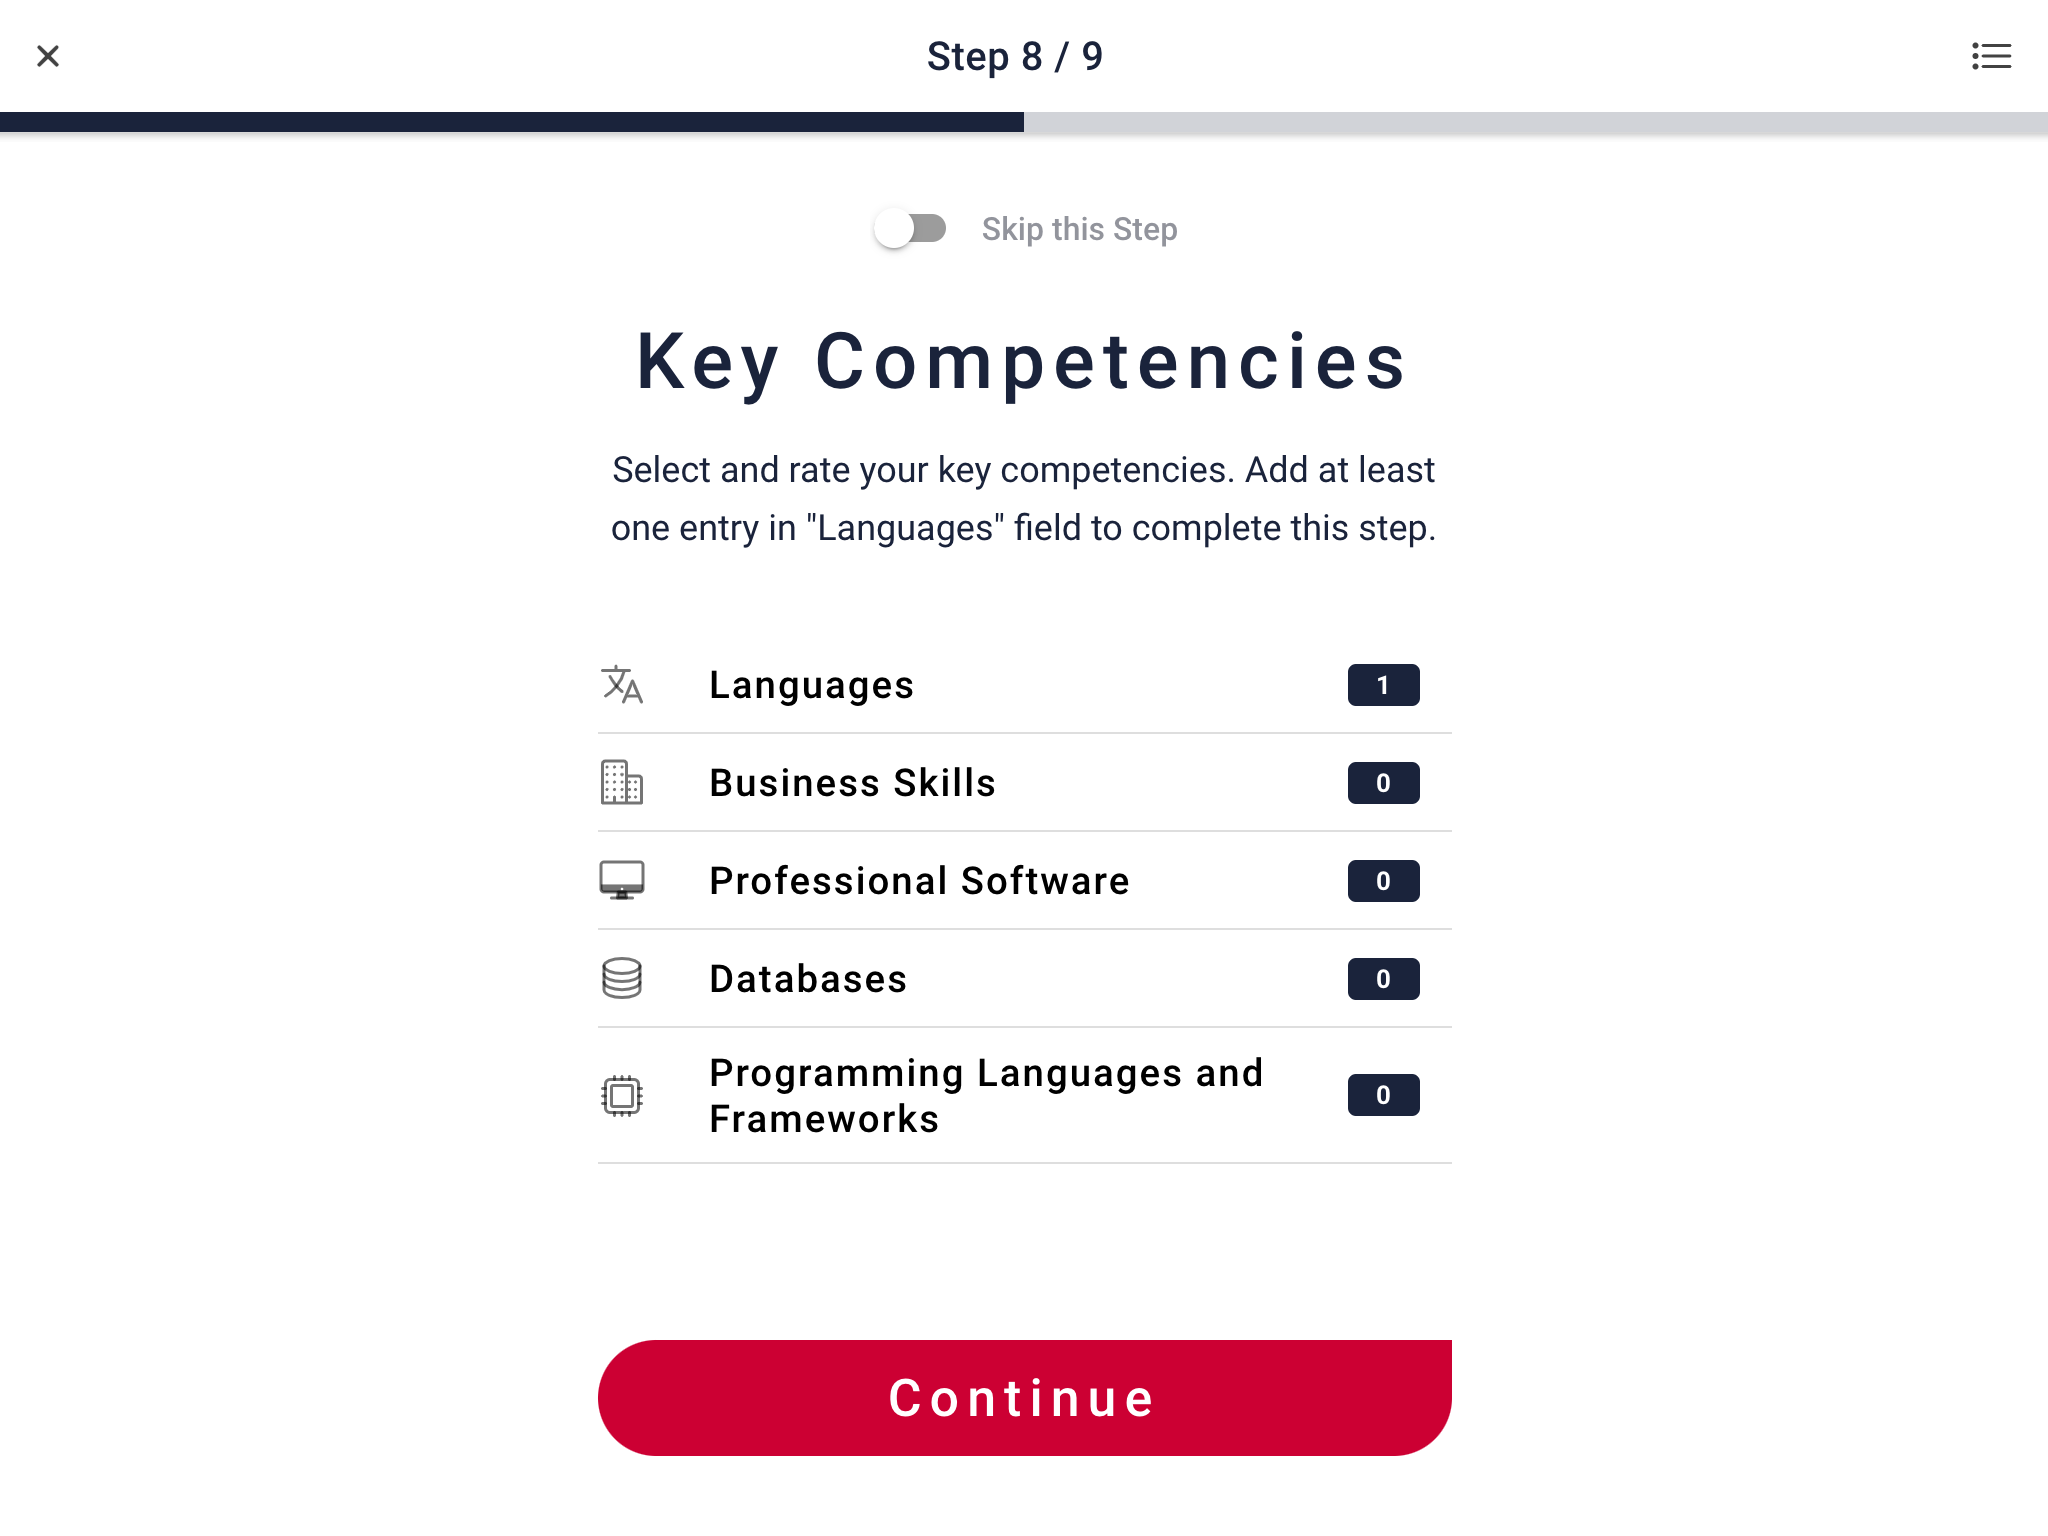 Step 8 / 9
Skip this Step
Key Competencies
Select and rate your key competencies. Add at least
one entry in "Languages" field to complete this step.
Languages 1
Business Skills 0
Professional Software 0
Databases 0
Programming Languages and
Frameworks 0
Continue